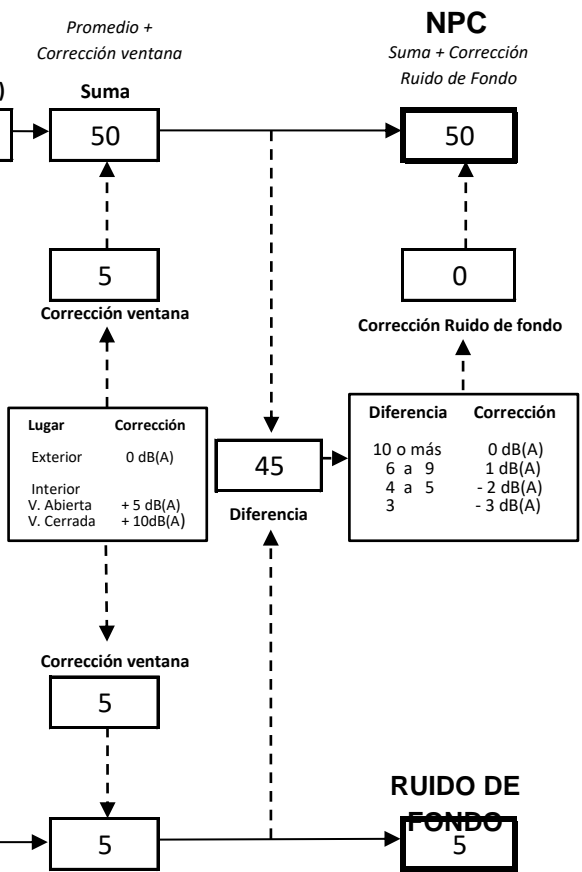 Promedio +
Corrección ventana
NPC
Suma + Corrección
Ruido de Fondo
)
Suma
50
50
5
0
Corrección ventana
Corrección Ruido de fondo
Lugar Corrección
Exterior 0 dB(A)
Interior
V. Abierta + 5 dB(A)
V. Cerrada + 10dB(A)
45
Diferencia
Diferencia Corrección
10 o más 0 dB(A)
6 a 9 1 dB(A)
4 a 5 - 2 dB(A)
3 - 3 dB(A)
Corrección ventana
5
RUIDO DE
FONDO
5
5